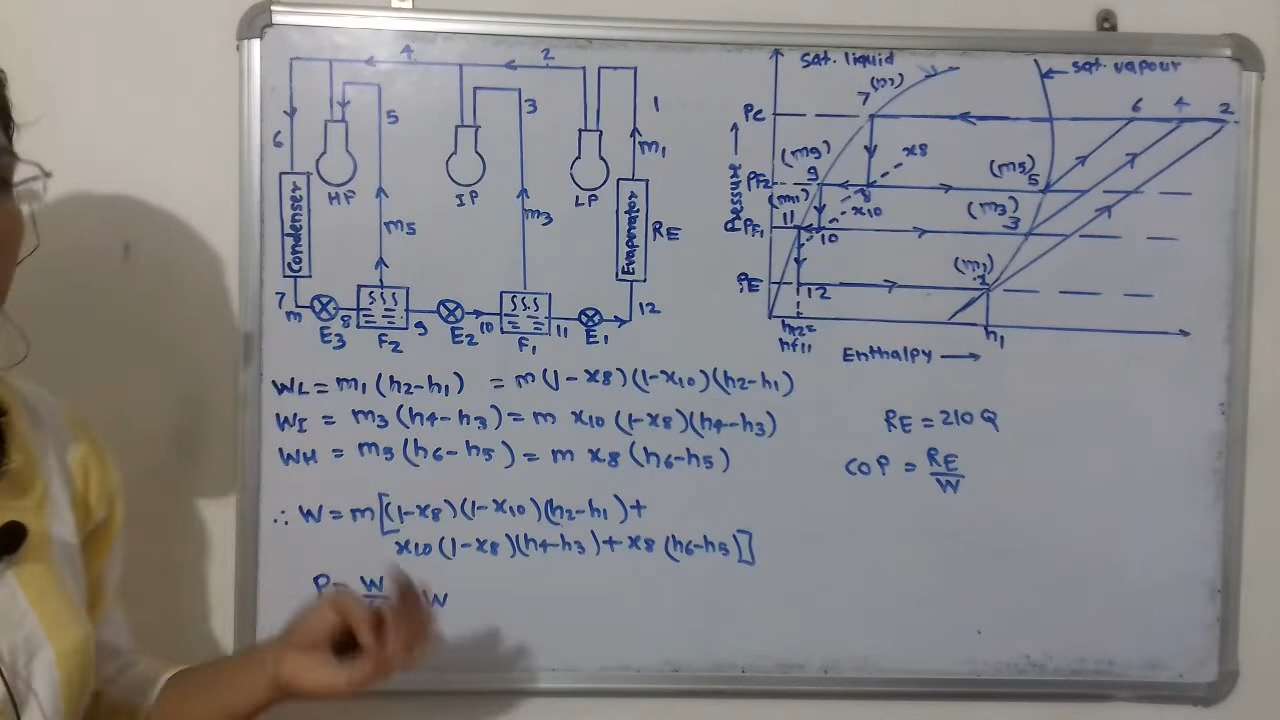 4
2
5
3
1
6
m1
HP
IP
LP
Condenser
m5
m3
Evaporator
RE
7
m
8
9
10
11
12
E3
F2
E2
F1
E1
Sat. liquid
Sat. vapour
7 (m)
Pc
6 4 2
Pressure
(m9)
x8
(m5)
PF2
9
8
5
(m1)
x10
(m3)
PF1
11
10
3
(m1)
PE
12
1
h12=
hf11
h1
Enthalpy
WL = m1(h2-h1) = m(1-x8)(1-x10)(h2-h1)
WI = m3(h4-h3) = m x10(1-x8)(h4-h3)
WH = m5(h6-h5) = m x8(h6-h5)
∴ W = m[(1-x8)(1-x10)(h2-h1)+
x10(1-x8)(h4-h3)+x8(h6-h5)]
P = W
W
RE = 210 Q
COP = RE
W